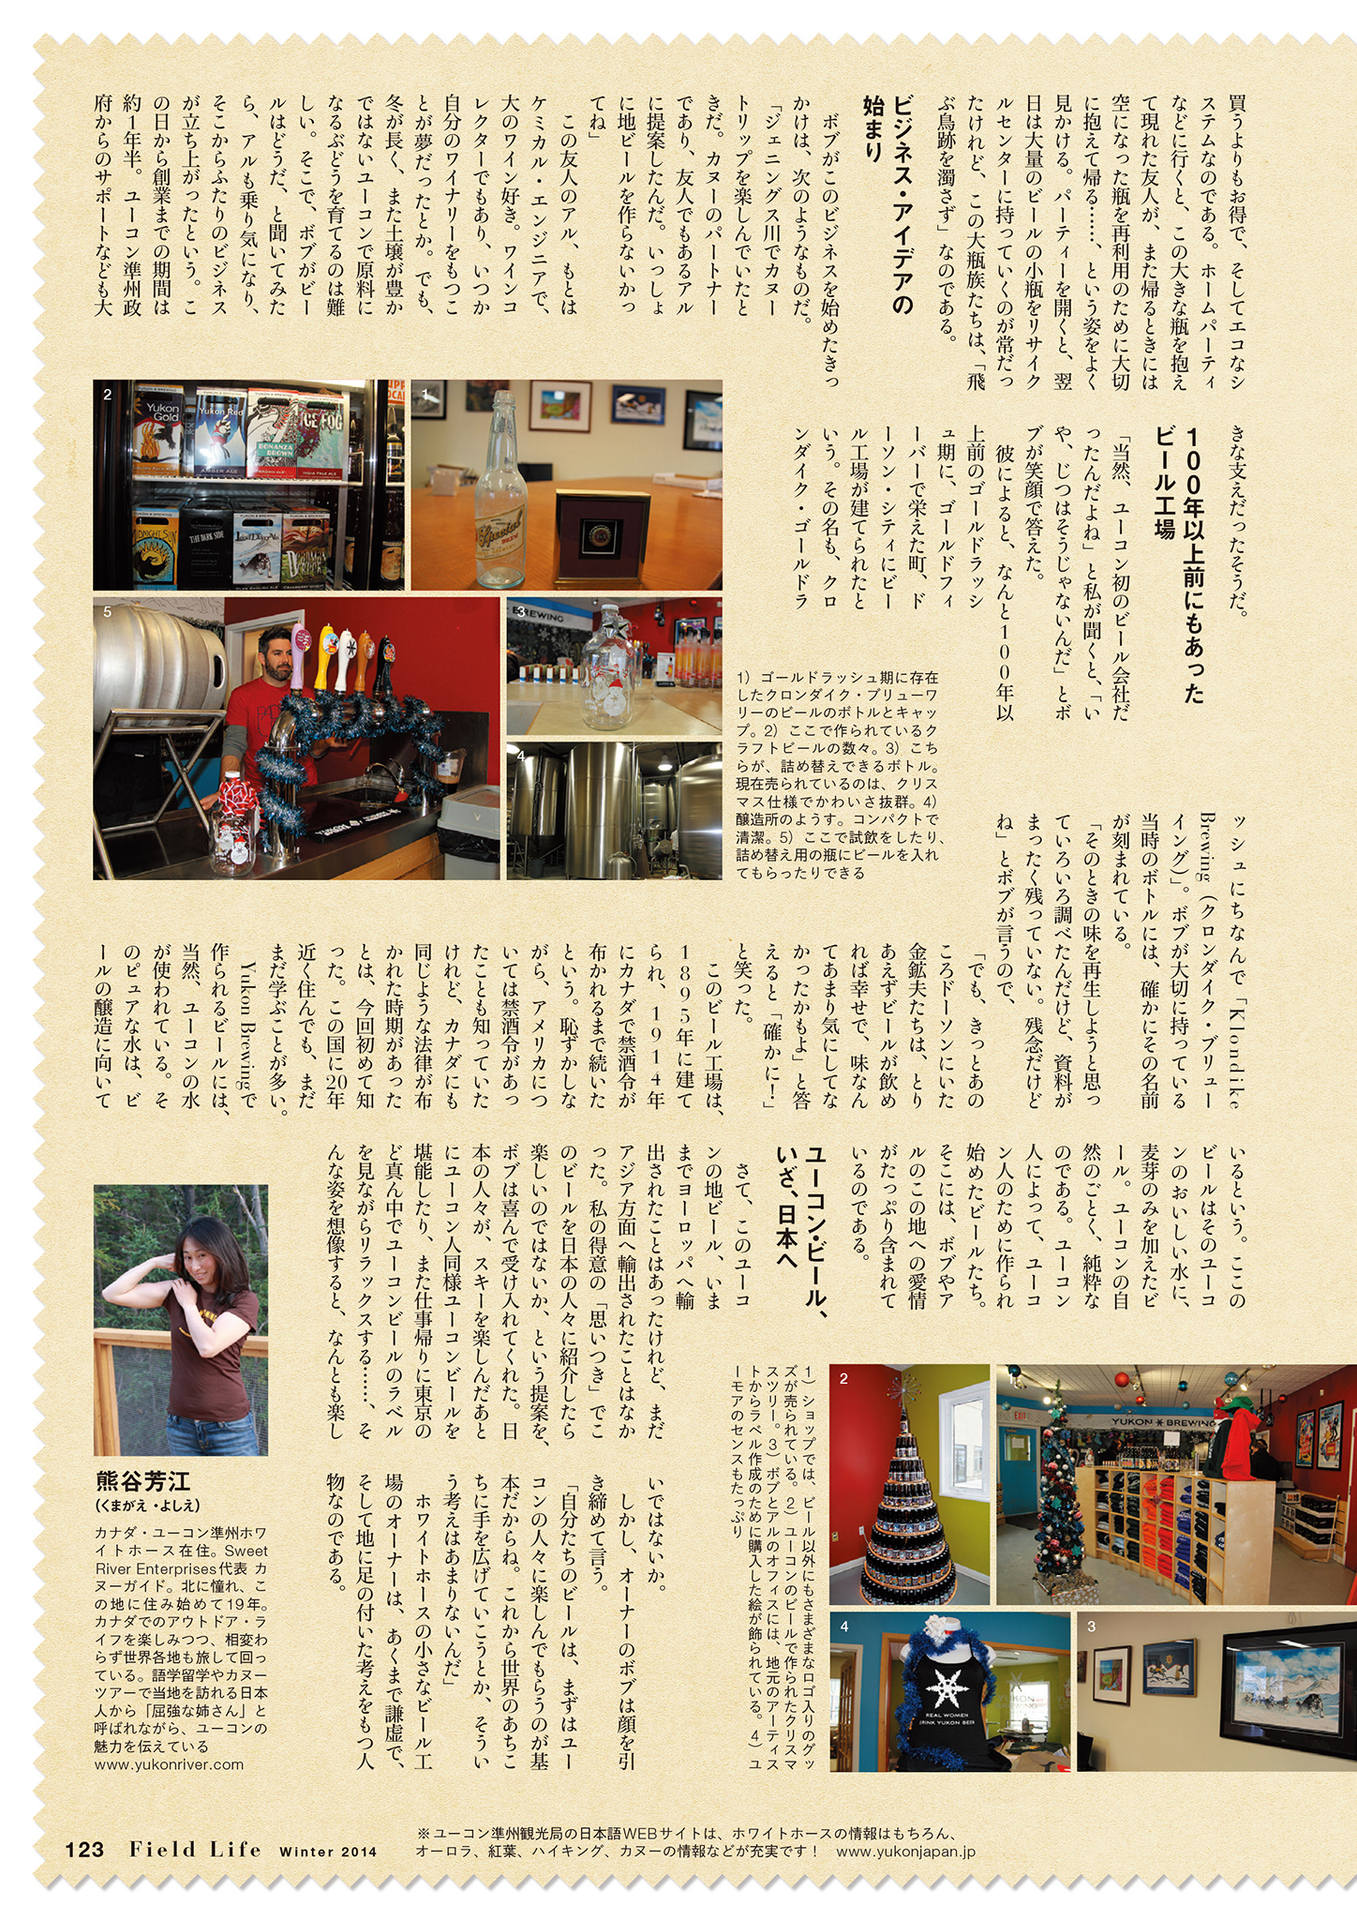 買うよりもお得で、そしてエコなシ
ステムなのである。ホームパーティ
などに行くと、この大きな瓶を抱え
て現れた友人が、また帰るときには
空になった瓶を再利用のために大切
に抱えて帰る……、という姿をよく
見かける。パーティーを開くと、翌
日は大量のビールの小瓶をリサイク
ルセンターに持っていくのが常だっ
たけれど、この大瓶族たちは、「飛
ぶ鳥跡を濁さず」なのである。
ビジネス・アイデアの
始まり
ボブがこのビジネスを始めたきっ
かけは、次のようなものだ。
「ジェニングス川でカヌー
トリップを楽しんでいたと
きだ。カヌーのパートナー
であり、友人でもあるアル
に提案したんだ。いっしょ
に地ビールを作らないかっ
てね」
この友人のアル、もとは
ケミカル・エンジニアで、
大のワイン好き。ワインコ
レクターでもあり、いつか
自分のワイナリーをもつこ
とが夢だったとか。でも、
冬が長く、また土壌が豊か
ではないユーコンで原料に
なるぶどうを育てるのは難
しい。そこで、ボブがビー
ルはどうだ、と聞いてみた
ら、アルも乗り気になり、
そこからふたりのビジネス
が立ち上がったという。こ
の日から創業までの期間は
約1年半。ユーコン準州政
府からのサポートなども大
きな支えだったそうだ。
100年以上前にもあった
ビール工場
「当然、ユーコン初のビール会社だ
ったんだよね」と私が聞くと、「い
や、じつはそうじゃないんだ」とボ
ブが笑顔で答えた。
彼によると、なんと100年以
上前のゴールドラッシ
ュ期に、ゴールドフィ
ーバーで栄えた町、ド
ーソン・シティにビー
ル工場が建てられたと
いう。その名も、クロ
ンダイク・ゴールドラ
ッシュにちなんで「Klondike
Brewing（クロンダイク・ブリュー
イング）」。ボブが大切に持っている
当時のボトルには、確かにその名前
が刻まれている。
「そのときの味を再生しようと思っ
ていろいろ調べたんだけど、資料が
まったく残っていない。残念だけど
ね」とボブが言うので、
「でも、きっとあの
ころドーソンにいた
金鉱夫たちは、とり
あえずビールが飲め
れば幸せで、味なん
てあまり気にしてな
かったかもよ」と答
えると「確かに！」
と笑った。
このビール工場は、
1895年に建て
られ、1914年
にカナダで禁酒令が
布かれるまで続いた
という。恥ずかしな
がら、アメリカにつ
いては禁酒令があっ
たことも知っていた
けれど、カナダにも
同じような法律が布
かれた時期があった
とは、今回初めて知
った。この国に20年
近く住んでも、まだ
まだ学ぶことが多い。
Yukon Brewingで
作られるビールには、
当然、ユーコンの水
が使われている。そ
のピュアな水は、ビ
ールの醸造に向いて
いるという。ここの
ビールはそのユーコ
ンのおいしい水に、
麦芽のみを加えたビ
ール。ユーコンの自
然のごとく、純粋な
のである。ユーコン
人によって、ユーコ
ン人のために作られ
始めたビールたち。
そこには、ボブやア
ルのこの地への愛情
がたっぷり含まれて
いるのである。
ユーコン・ビール、
いざ、日本へ
さて、このユーコ
ンの地ビール、いま
までヨーロッパへ輸
出されたことはあったけれど、まだ
アジア方面へ輸出されたことはなか
った。私の得意の「思いつき」でこ
のビールを日本の人々に紹介したら
楽しいのではないか、という提案を、
ボブは喜んで受け入れてくれた。日
本の人々が、スキーを楽しんだあと
にユーコン人同様ユーコンビールを
堪能したり、また仕事帰りに東京の
ど真ん中でユーコンビールのラベル
を見ながらリラックスする……、そ
んな姿を想像すると、なんとも楽し
いではないか。
しかし、オーナーのボブは顔を引
き締めて言う。
「自分たちのビールは、まずはユー
コンの人々に楽しんでもらうのが基
本だからね。これから世界のあちこ
ちに手を広げていこうとか、そうい
う考えはあまりないんだ」
ホワイトホースの小さなビール工
場のオーナーは、あくまで謙虚で、
そして地に足の付いた考えをもつ人
物なのである。
2
1
5
3
4
Yukon Gold
Yukon Red
AMBER ALE
BONANZA BROWN
ICE FOG
INDIA PALE ALE
MIDNIGHT SUN
THE DARK SIDE
Lead Dog Ale
Special
BREWING
1）ゴールドラッシュ期に存在
したクロンダイク・ブリューワ
リーのビールのボトルとキャッ
プ。2）ここで作られているク
ラフトビールの数々。3）こち
らが、詰め替えできるボトル。
現在売られているのは、クリス
マス仕様でかわいさ抜群。4）
醸造所のようす。コンパクトで
清潔。5）ここで試飲をしたり、
詰め替え用の瓶にビールを入れ
てもらったりできる
1）ショップでは、ビール以外にもさまざまなロゴ入りのグッ
ズが売られている。2）ユーコンのビールで作られたクリスマ
スツリー。3）ボブとアルのオフィスには、地元のアーティス
トからラベル作成のために購入した絵が飾られている。4）ユ
ーモアのセンスもたっぷり
2
EXIT
YUKON BREWING
4
REAL WOMEN
DRINK YUKON BEER
3
熊谷芳江
（くまがえ・よしえ）
カナダ・ユーコン準州ホワ
イトホース在住。Sweet
River Enterprises代表 カ
ヌーガイド。北に憧れ、こ
の地に住み始めて19年。
カナダでのアウトドア・ラ
イフを楽しみつつ、相変わ
らず世界各地も旅して回っ
ている。語学留学やカヌー
ツアーで当地を訪れる日本
人から「屈強な姉さん」と
呼ばれながら、ユーコンの
魅力を伝えている
www.yukonriver.com
※ユーコン準州観光局の日本語WEBサイトは、ホワイトホースの情報はもちろん、
オーロラ、紅葉、ハイキング、カヌーの情報などが充実です！ www.yukonjapan.jp
123 Field Life Winter 2014